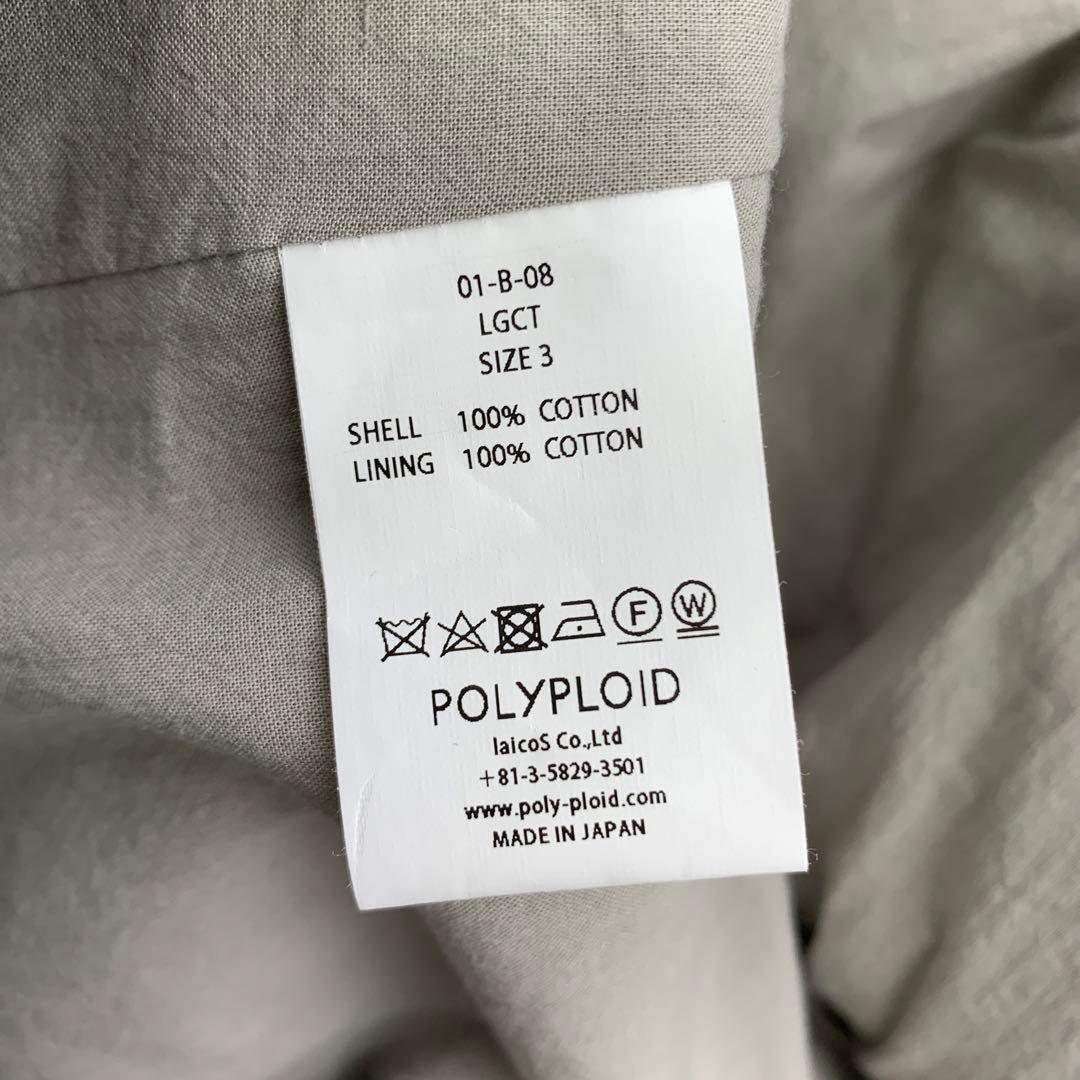 01-B-08
LGCT
SIZE 3
SHELL 100% COTTON
LINING 100% COTTON
F W
POLYPLOID
laicoS Co.,Ltd
+81-3-5829-3501
www.poly-ploid.com
MADE IN JAPAN